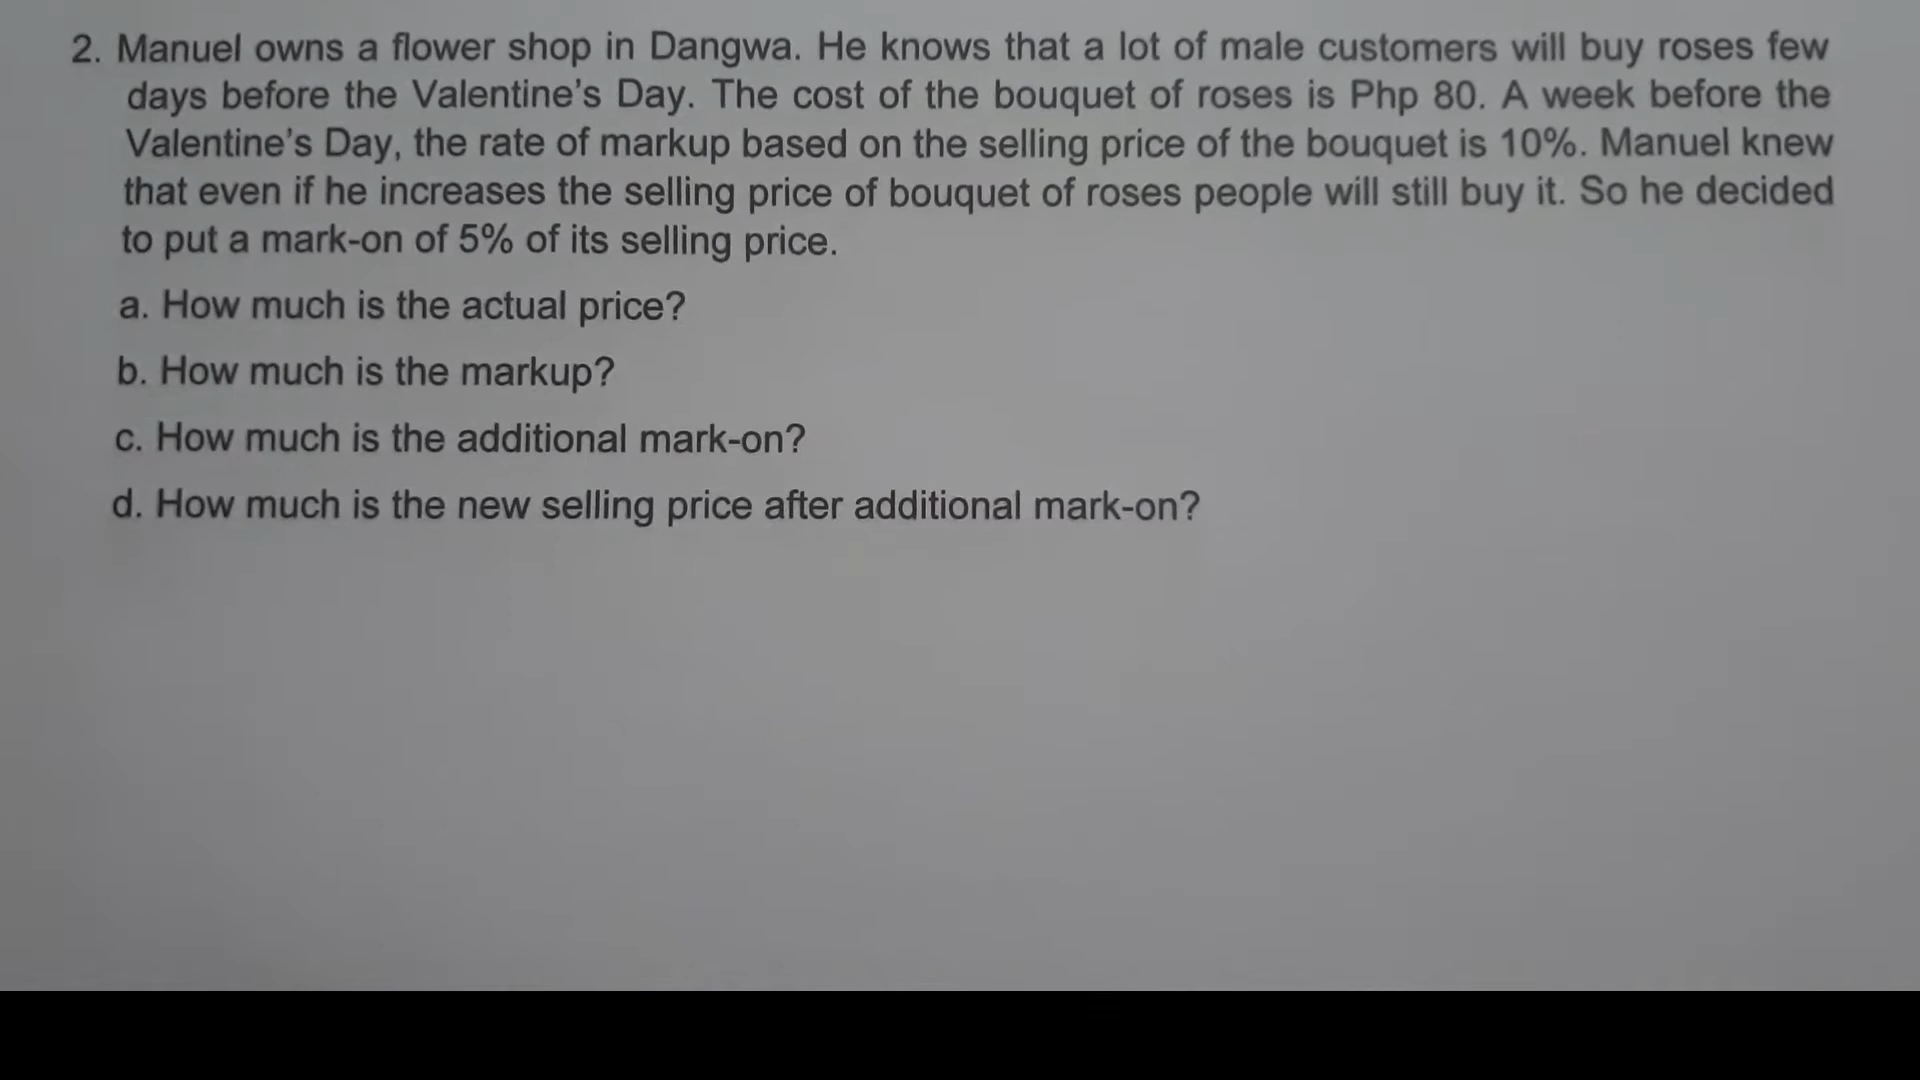 2. Manuel owns a flower shop in Dangwa. He knows that a lot of male customers will buy roses few
days before the Valentine's Day. The cost of the bouquet of roses is Php 80. A week before the
Valentine's Day, the rate of markup based on the selling price of the bouquet is 10%. Manuel knew
that even if he increases the selling price of bouquet of roses people will still buy it. So he decided
to put a mark-on of 5% of its selling price.
a. How much is the actual price?
b. How much is the markup?
c. How much is the additional mark-on?
d. How much is the new selling price after additional mark-on?